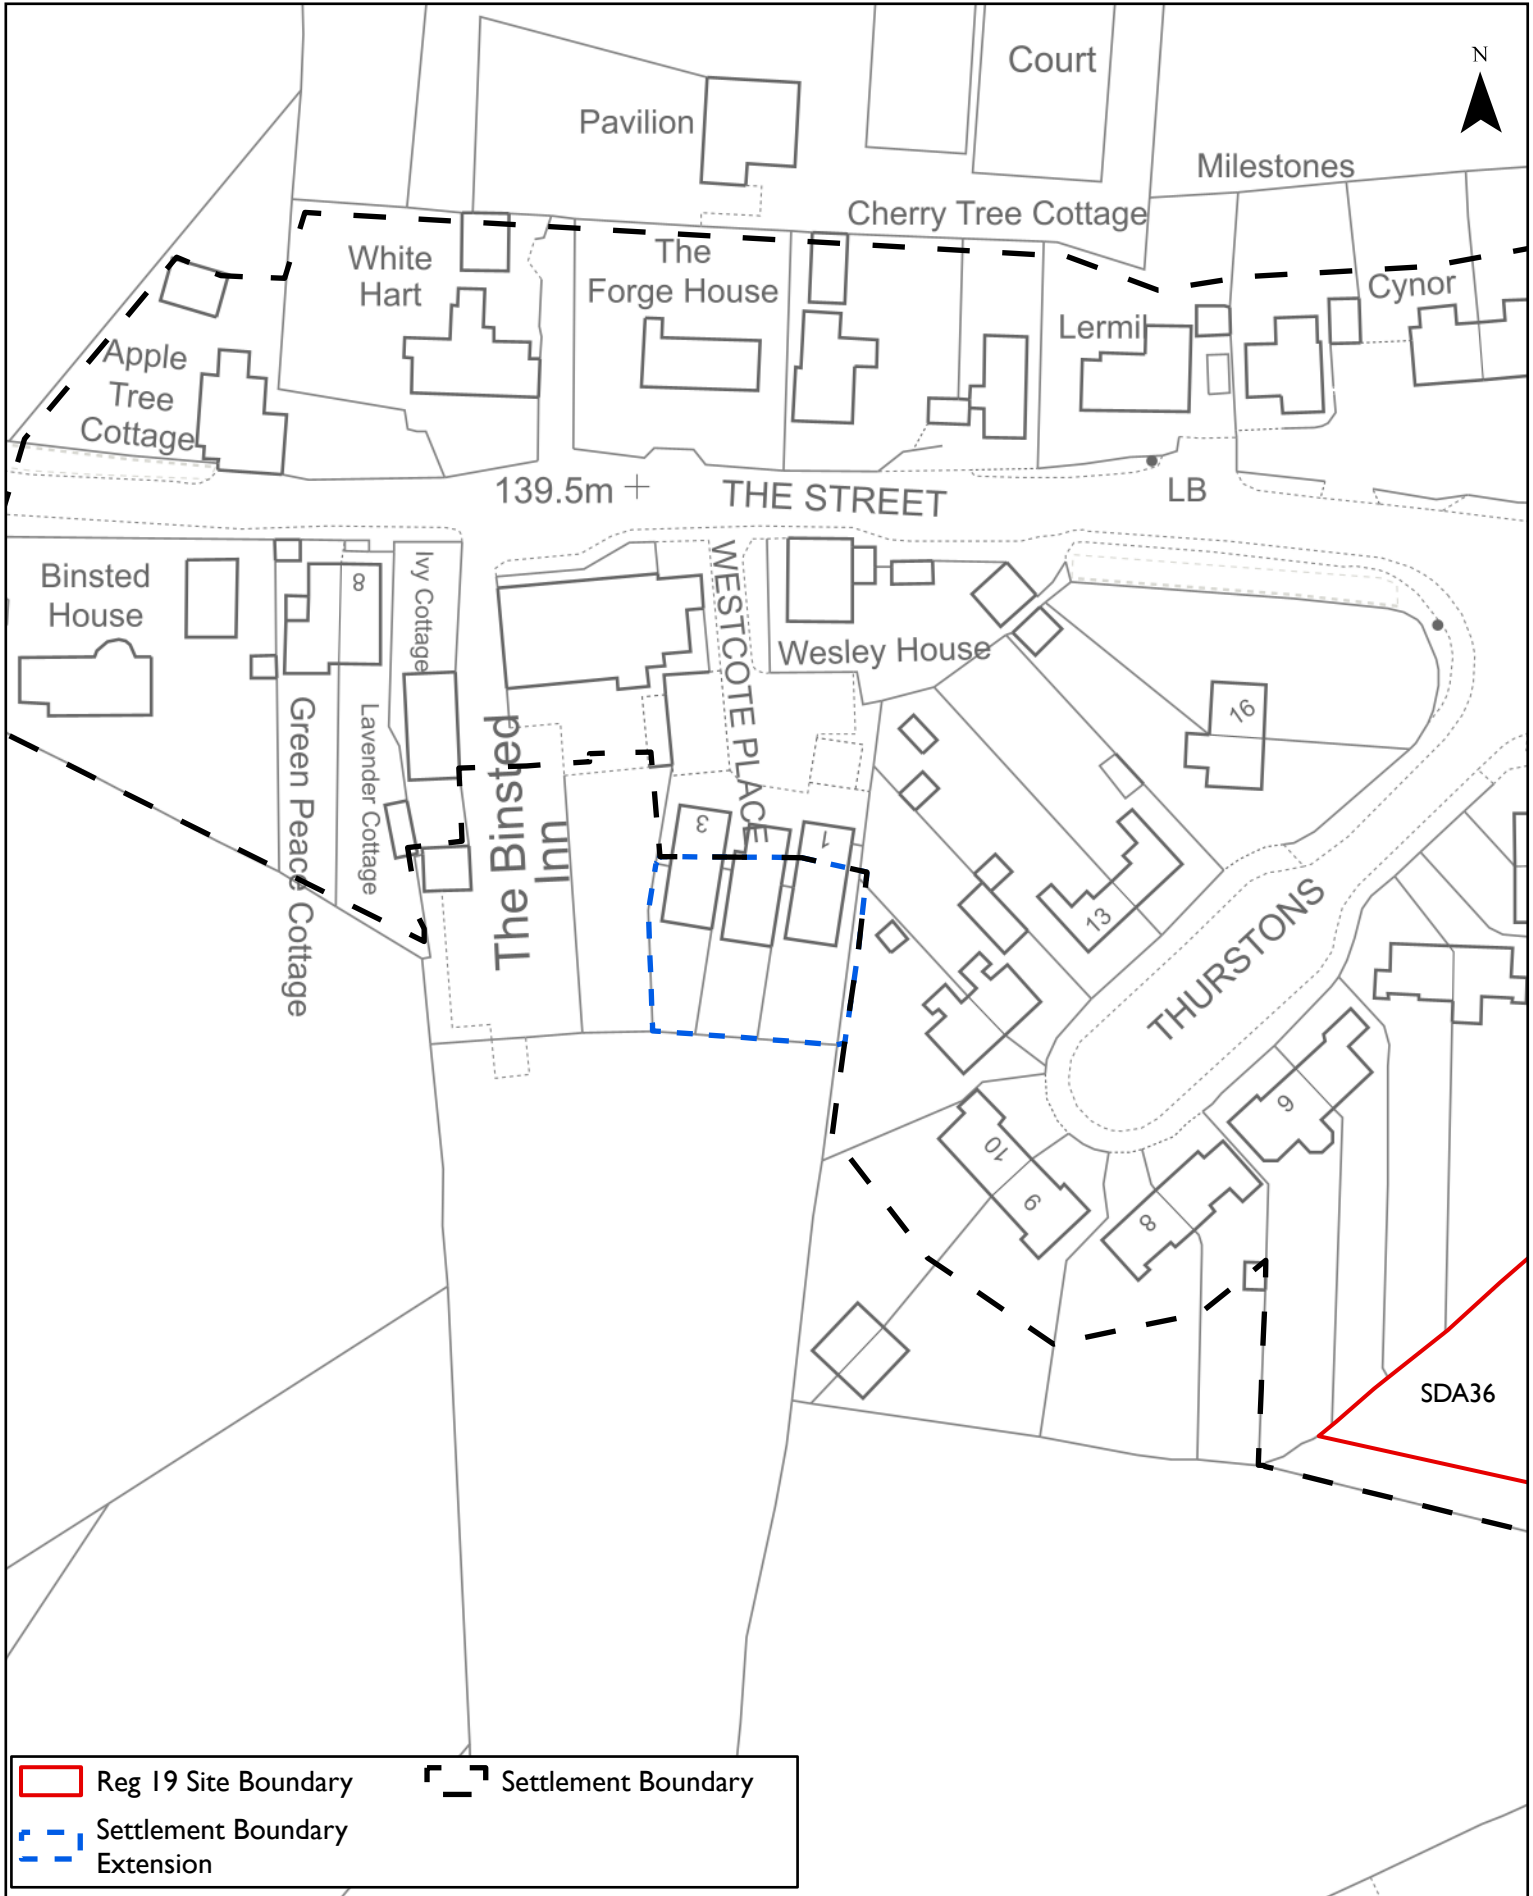 Court
N
Pavilion
Milestones
Cherry Tree Cottage
White
Hart
The
Forge House
Cynor
Lermil
Apple
Tree
Cottage
139.5m
THE STREET
LB
Binsted
House
8
Ivy Cottage
WESTCOTE PLACE
Wesley House
16
Green Peace Cottage
Lavender Cottage
The Binsted
Inn
3
1
13
THURSTONS
10
9
8
6
SDA36
Reg 19 Site Boundary
Settlement Boundary
Settlement Boundary
Extension